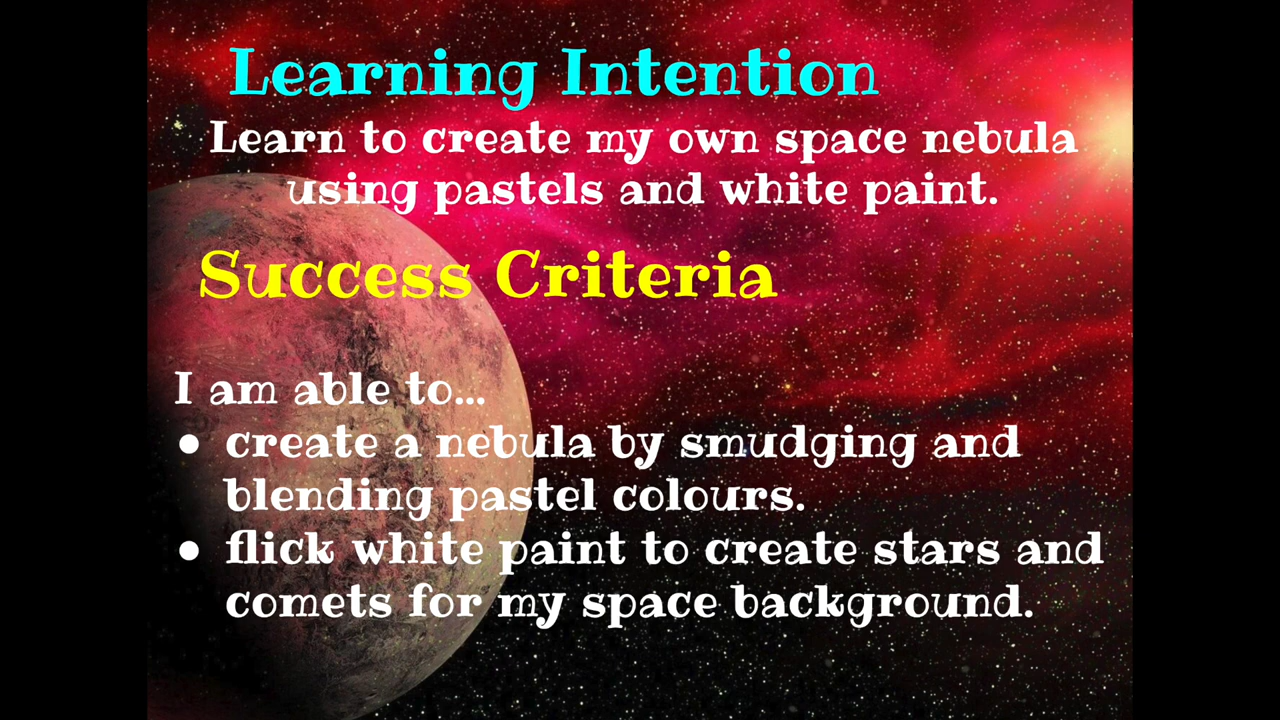 Learning Intention
Learn to create my own space nebula
using pastels and white paint.
Success Criteria
I am able to...
● create a nebula by smudging and
blending pastel colours.
● flick white paint to create stars and
comets for my space background.